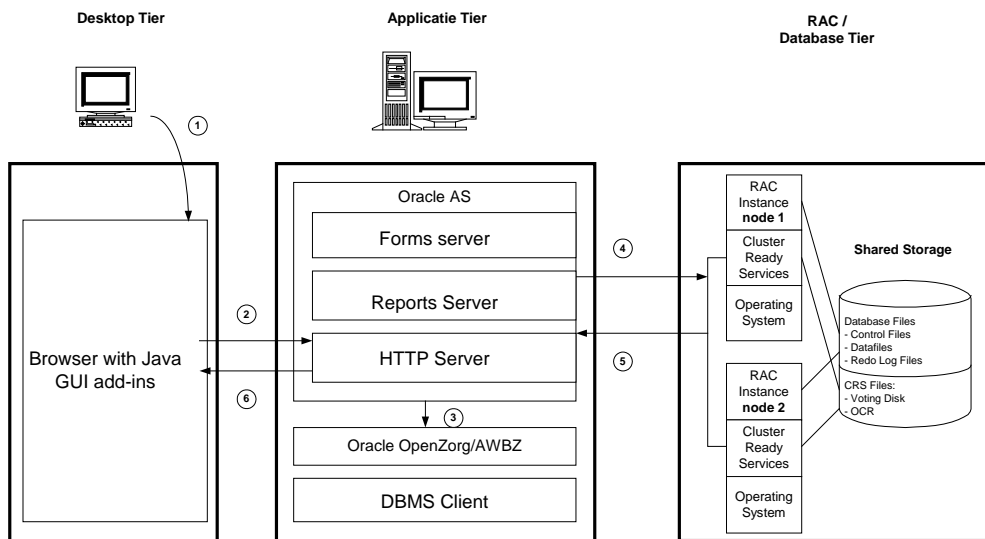 Desktop Tier
Applicatie Tier
RAC /
Database Tier
1
Browser with Java
GUI add-ins
2
6
Oracle AS
Forms server
Reports Server
HTTP Server
3
Oracle OpenZorg/AWBZ
DBMS Client
4
5
RAC
Instance
node 1
Cluster
Ready
Services
Operating
System
RAC
Instance
node 2
Cluster
Ready
Services
Operating
System
Shared Storage
Database Files
- Control Files
- Datafiles
- Redo Log Files
CRS Files:
- Voting Disk
- OCR